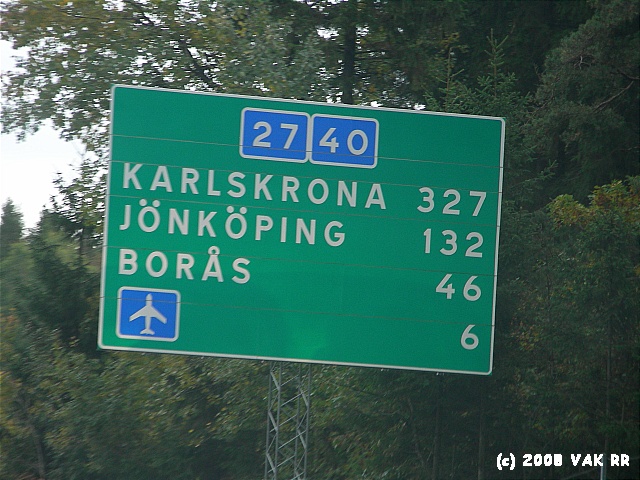 27 40
KARLSKRONA 327
JÖNKÖPING 132
BORÅS 46
6
(c) 2008 VAK RR